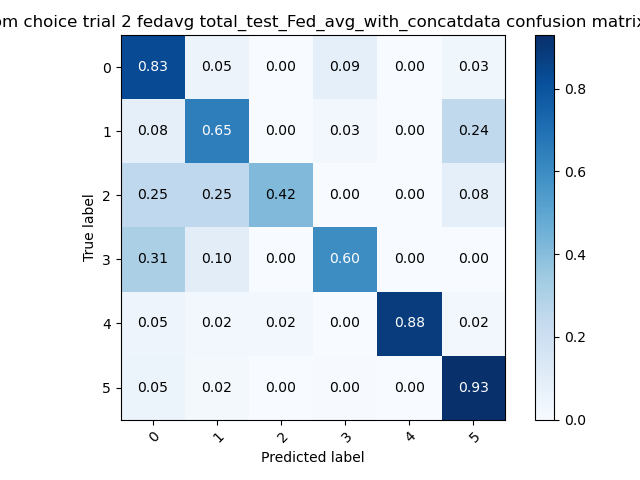 om choice trial 2 fedavg total_test_Fed_avg_with_concatdata confusion matrix
0 0.83 0.05 0.00 0.09 0.00 0.03
1 0.08 0.65 0.00 0.03 0.00 0.24
2 0.25 0.25 0.42 0.00 0.00 0.08
3 0.31 0.10 0.00 0.60 0.00 0.00
4 0.05 0.02 0.02 0.00 0.88 0.02
5 0.05 0.02 0.00 0.00 0.00 0.93
0 1 2 3 4 5
True label
Predicted label
0.8
0.6
0.4
0.2
0.0